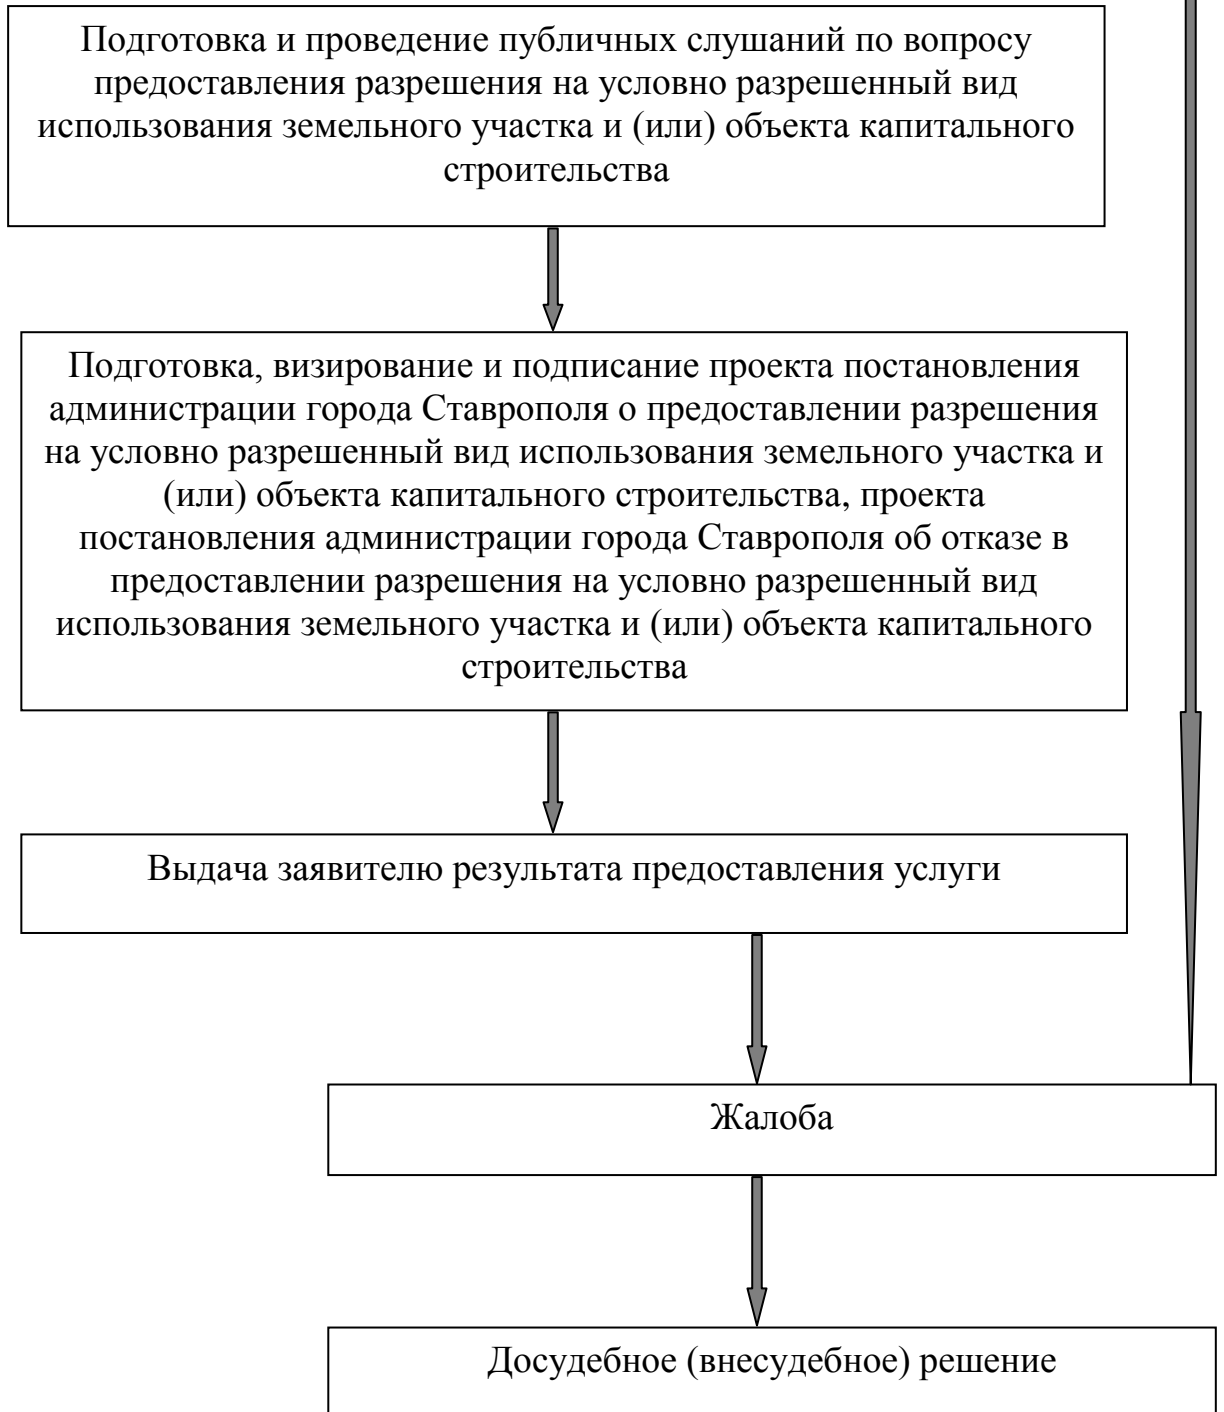 Подготовка и проведение публичных слушаний по вопросу
предоставления разрешения на условно разрешенный вид
использования земельного участка и (или) объекта капитального
строительства
Подготовка, визирование и подписание проекта постановления
администрации города Ставрополя о предоставлении разрешения
на условно разрешенный вид использования земельного участка и
(или) объекта капитального строительства, проекта
постановления администрации города Ставрополя об отказе в
предоставлении разрешения на условно разрешенный вид
использования земельного участка и (или) объекта капитального
строительства
Выдача заявителю результата предоставления услуги
Жалоба
Досудебное (внесудебное) решение